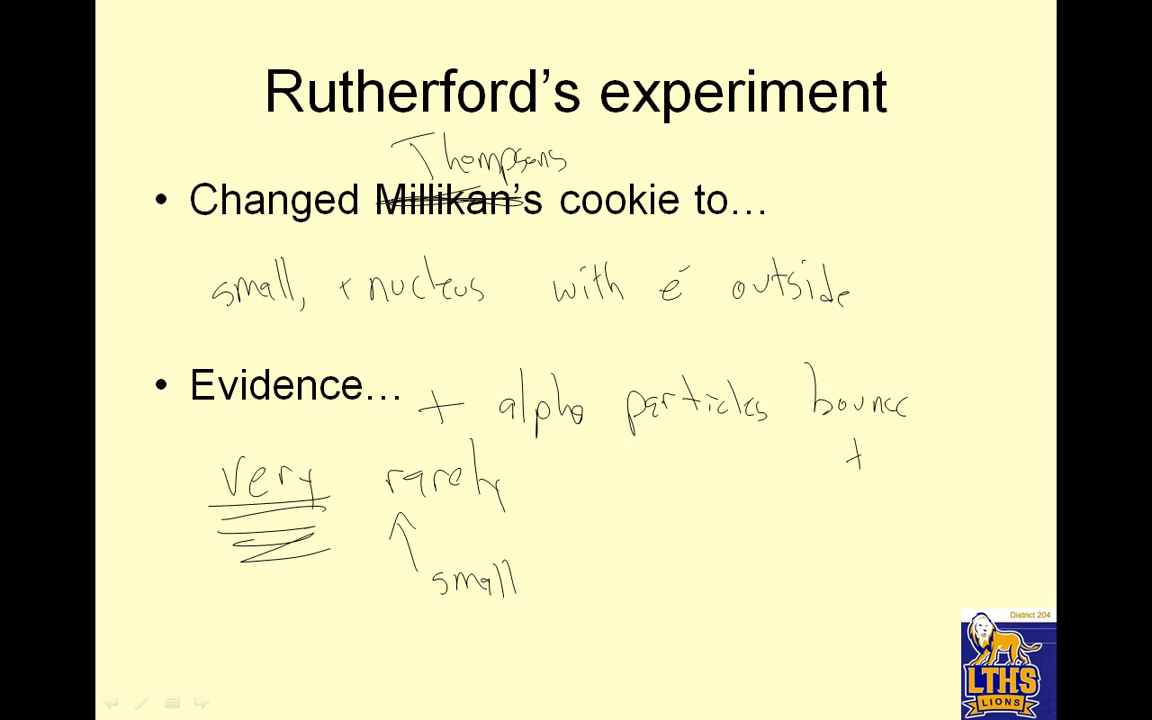 Rutherford's experiment
Thompsons
• Changed Millikan's cookie to…
small, + nucleus with e⁻ outside
• Evidence… + alpha particles bounce
+
very rarely
small
District 204
LTHS
LIONS